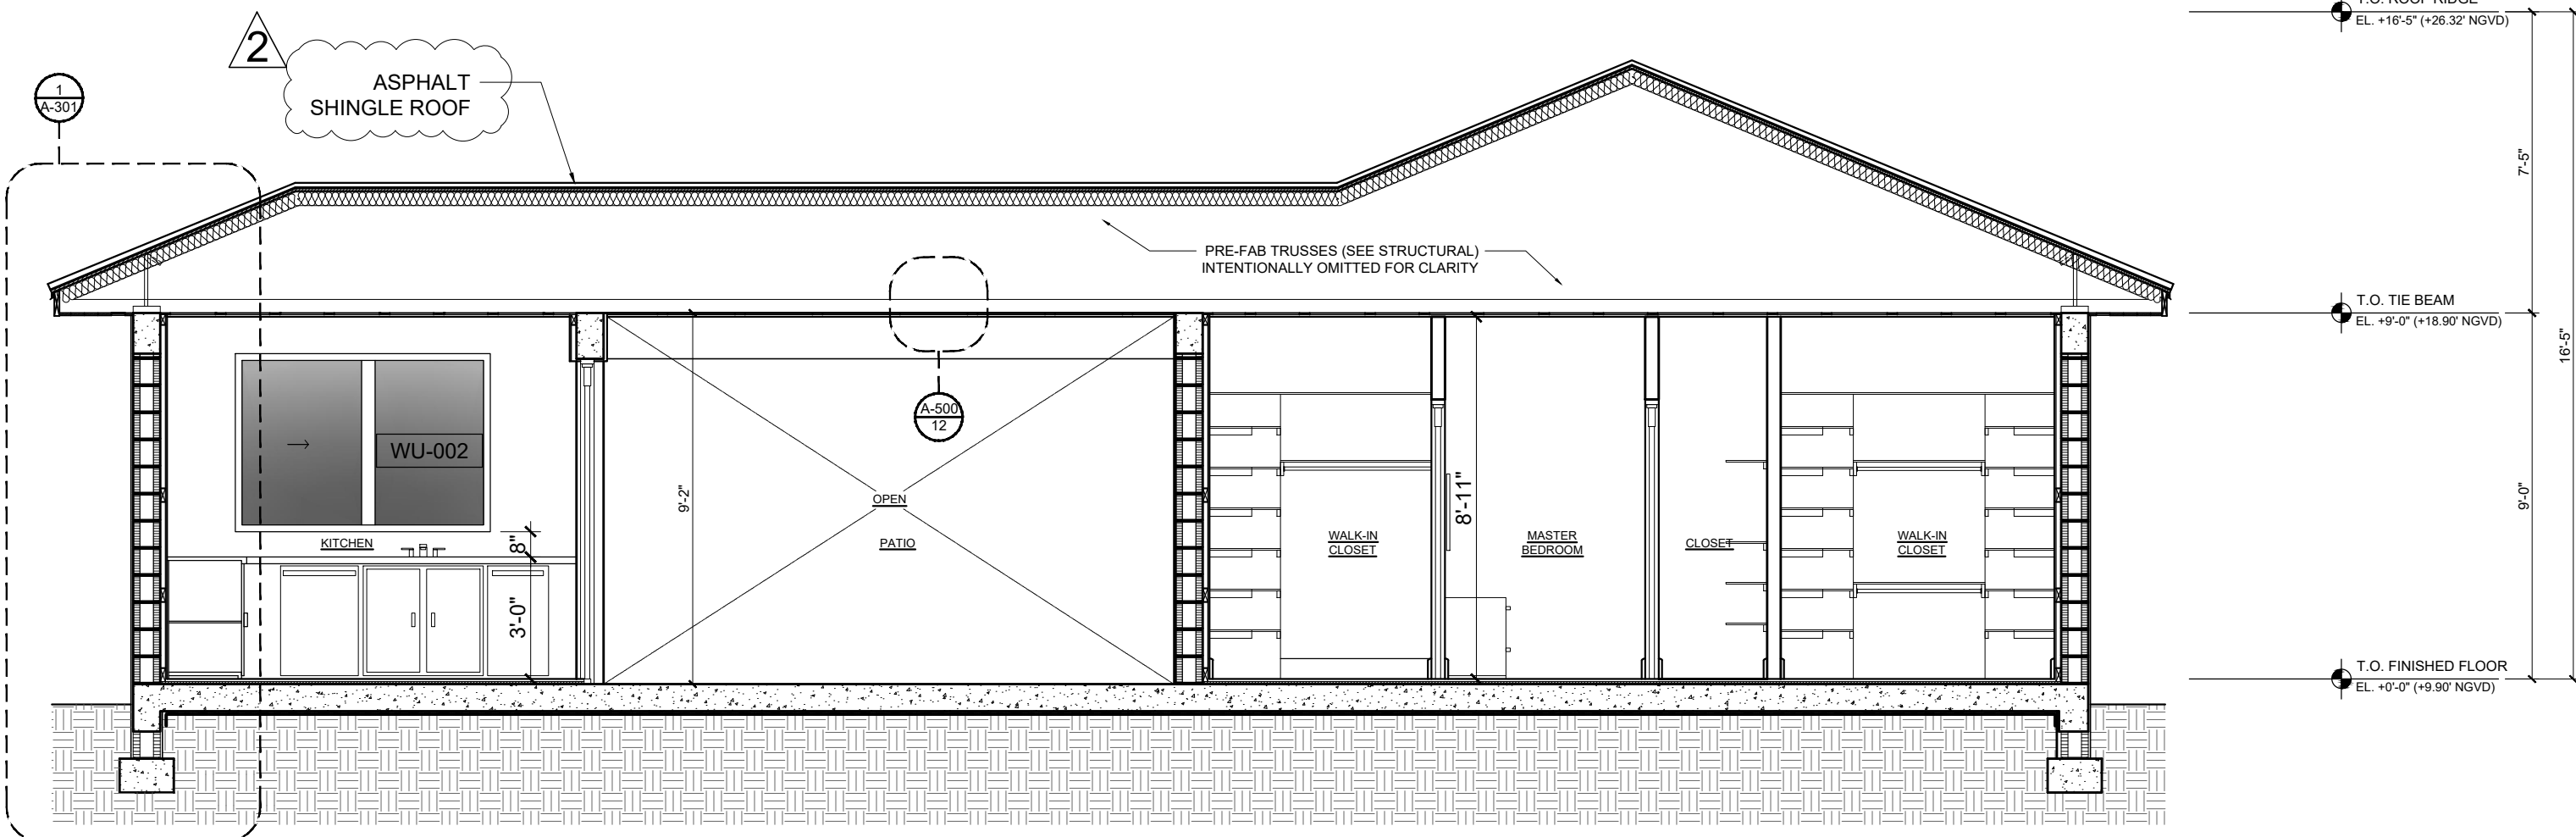 T.O. ROOF RIDGE
EL. +16'-5" (+26.32' NGVD)
2
ASPHALT
SHINGLE ROOF
1
A-301
7'-5"
16'-5"
PRE-FAB TRUSSES (SEE STRUCTURAL)
INTENTIONALLY OMITTED FOR CLARITY
T.O. TIE BEAM
EL. +9'-0" (+18.90' NGVD)
A-500
12
WU-002
9'-2"
OPEN
PATIO
8'-11"
9'-0"
KITCHEN
8"
3'-0"
WALK-IN
CLOSET
MASTER
BEDROOM
CLOSET
WALK-IN
CLOSET
T.O. FINISHED FLOOR
EL. +0'-0" (+9.90' NGVD)